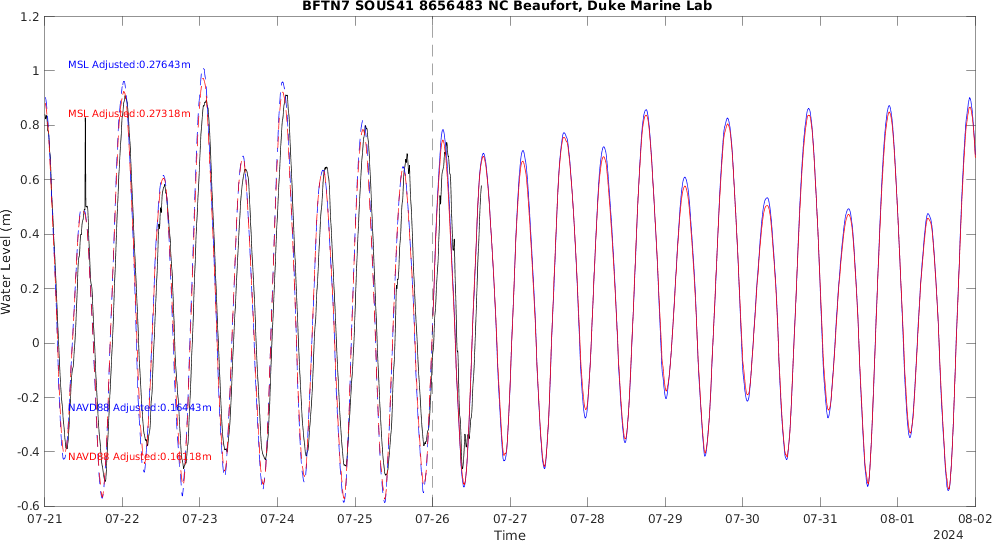 BFTN7 SOUS41 8656483 NC Beaufort, Duke Marine Lab
1.2
1
0.8
0.6
0.4
0.2
0
-0.2
-0.4
-0.6
Water Level (m)
MSL Adjusted:0.27643m
MSL Adjusted:0.27318m
NAVD88 Adjusted:0.16443m
NAVD88 Adjusted:0.16118m
07-21 07-22 07-23 07-24 07-25 07-26 07-27 07-28 07-29 07-30 07-31 08-01 08-02
Time
2024